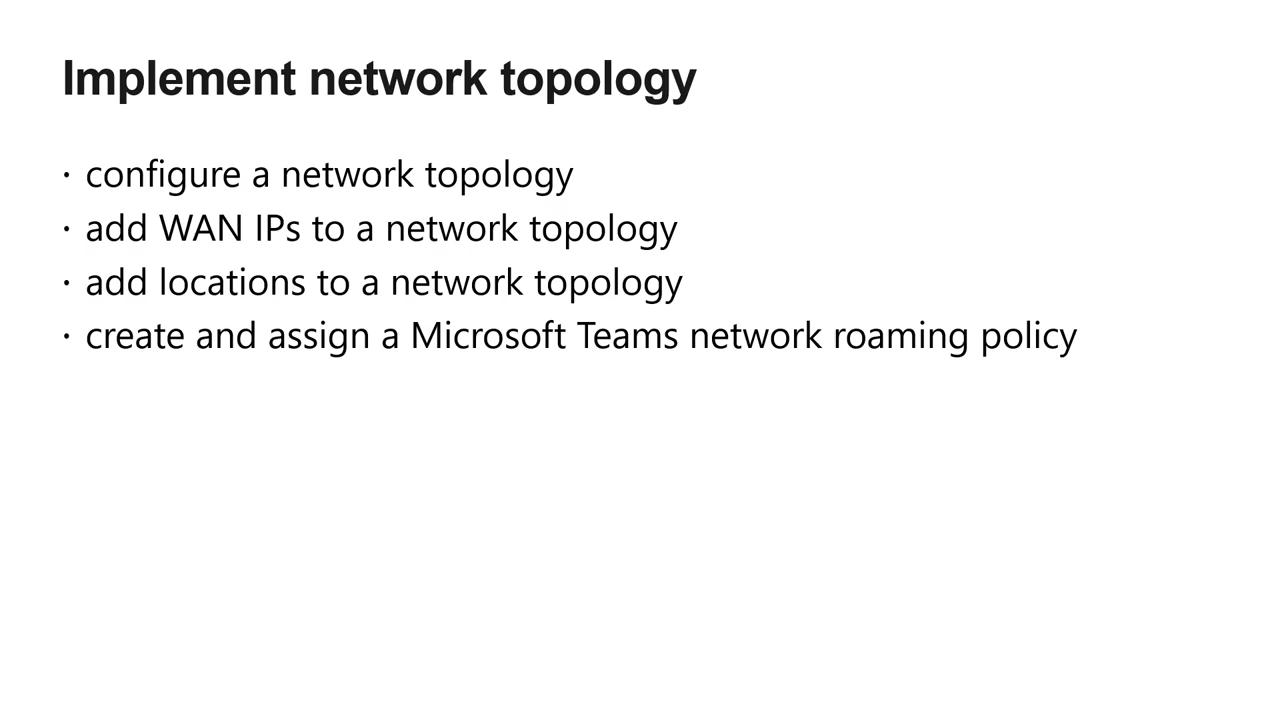 Implement network topology
· configure a network topology
· add WAN IPs to a network topology
· add locations to a network topology
· create and assign a Microsoft Teams network roaming policy